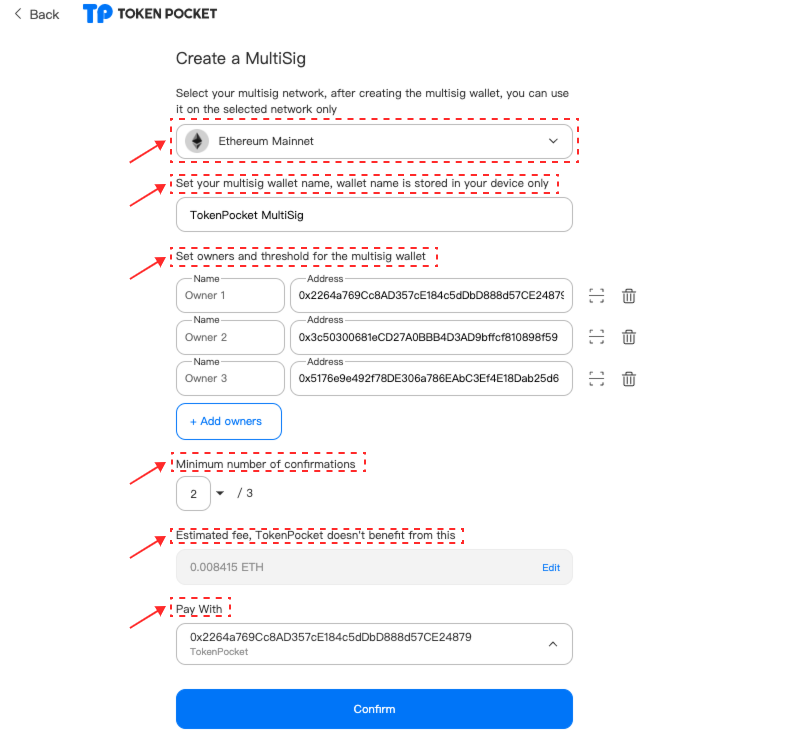 Back
TP TOKEN POCKET
Create a MultiSig
Select your multisig network, after creating the multisig wallet, you can use
it on the selected network only
Ethereum Mainnet
Set your multisig wallet name, wallet name is stored in your device only
TokenPocket MultiSig
Set owners and threshold for the multisig wallet
Name Address
Owner 1 0x2264a769Cc8AD357cE184c5dDbD888d57CE24879
Name Address
Owner 2 0x3c50300681eCD27A0BBB4D3AD9bffcf810898f59
Name Address
Owner 3 0x5176e9e492f78DE306a786EAbC3Ef4E18Dab25d6
+ Add owners
Minimum number of confirmations
2 / 3
Estimated fee, TokenPocket doesn't benefit from this
0.008415 ETH Edit
Pay With
0x2264a769Cc8AD357cE184c5dDbD888d57CE24879
TokenPocket
Confirm